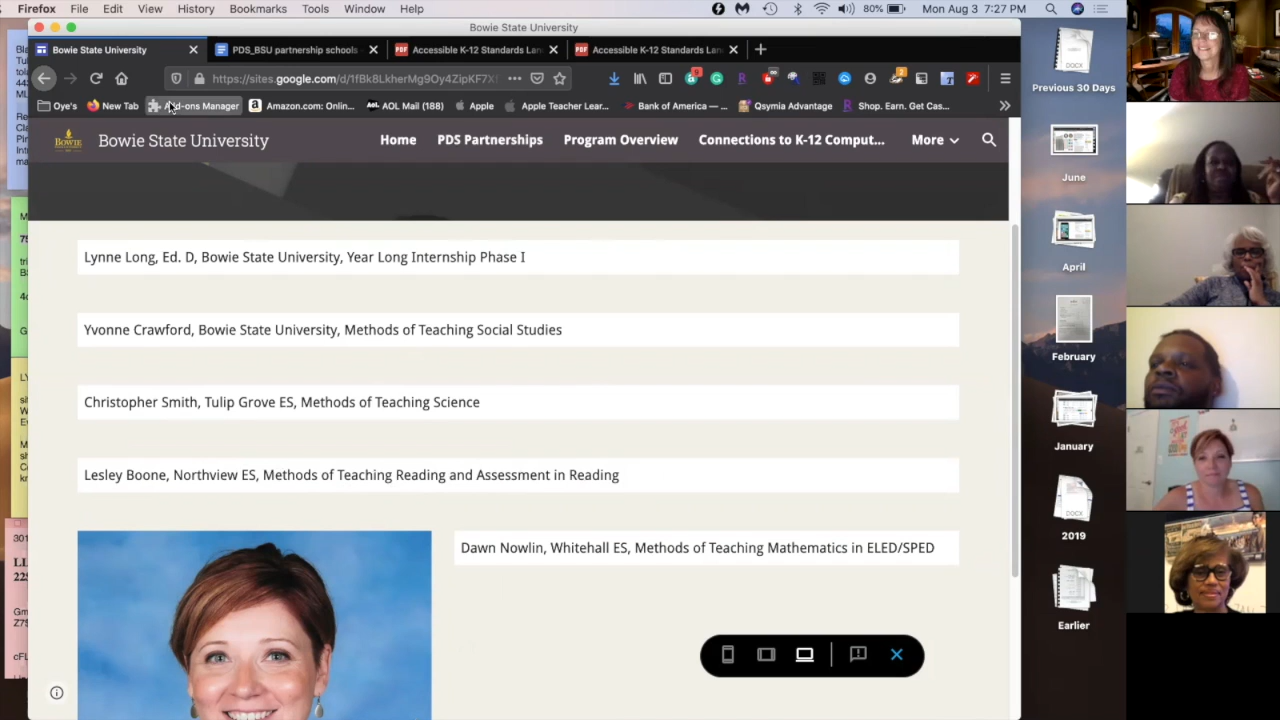 Firefox File Edit View History Bookmarks Tools Window Help 80% Mon Aug 3 7:27 PM
Bowie State University
Bowie State University PDS_BSU partnership schools PDF Accessible K-12 Standards Lan PDF Accessible K-12 Standards Lan
Oye's New Tab Add-ons Manager Amazon.com: Onlin... AOL Mail (188) Apple Apple Teacher Lear... Bank of America — ... Qsymia Advantage Shop. Earn. Get Cas...
BOWIE Bowie State University Home PDS Partnerships Program Overview Connections to K-12 Comput... More
Lynne Long, Ed. D, Bowie State University, Year Long Internship Phase I
Yvonne Crawford, Bowie State University, Methods of Teaching Social Studies
Christopher Smith, Tulip Grove ES, Methods of Teaching Science
Lesley Boone, Northview ES, Methods of Teaching Reading and Assessment in Reading
Dawn Nowlin, Whitehall ES, Methods of Teaching Mathematics in ELED/SPED
DOCX
Previous 30 Days
June
April
February
January
DOCX
2019
Earlier